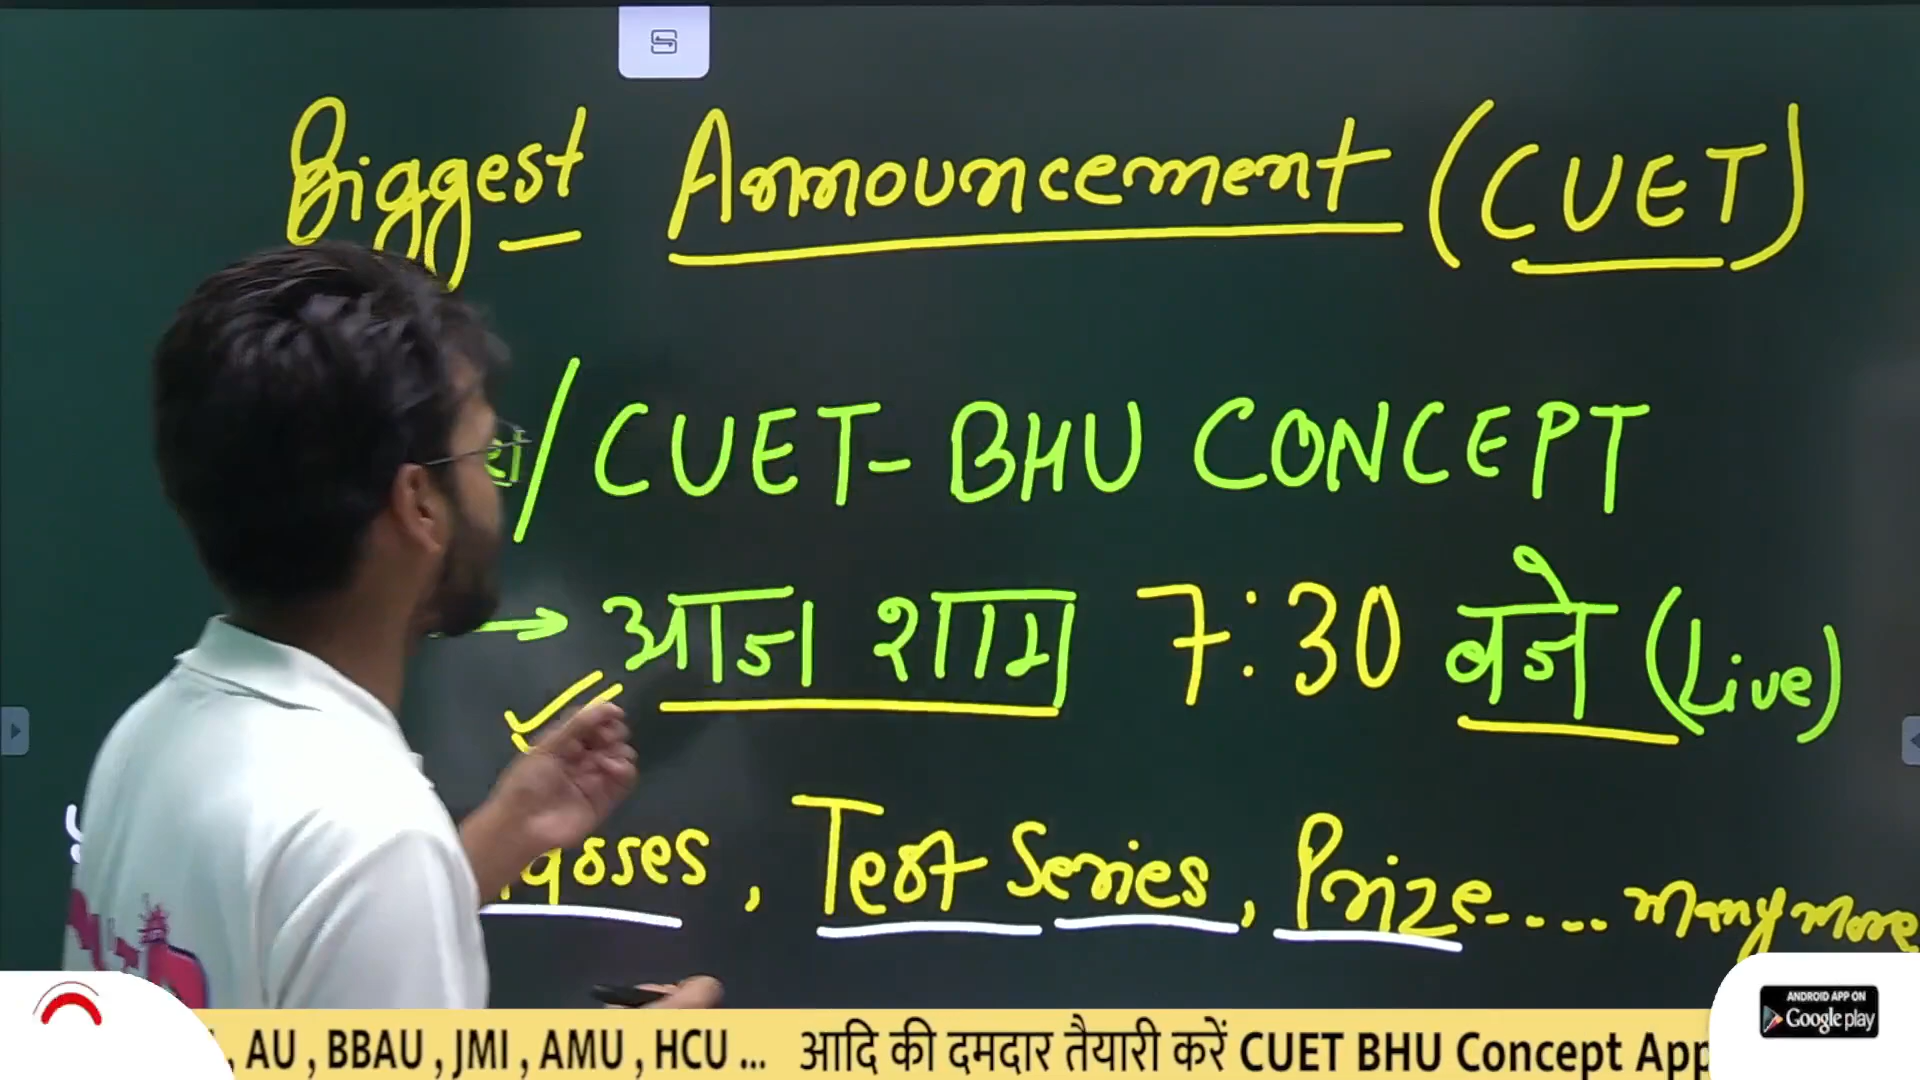 Biggest Announcement (CUET)
/ CUET-BHU CONCEPT
→ आज शाम 7:30 बजे (Live)
, Test Series, Prize.... many more
, AU , BBAU , JMI , AMU , HCU ... आदि की दमदार तैयारी करें CUET BHU Concept App
ANDROID APP ON
Google play